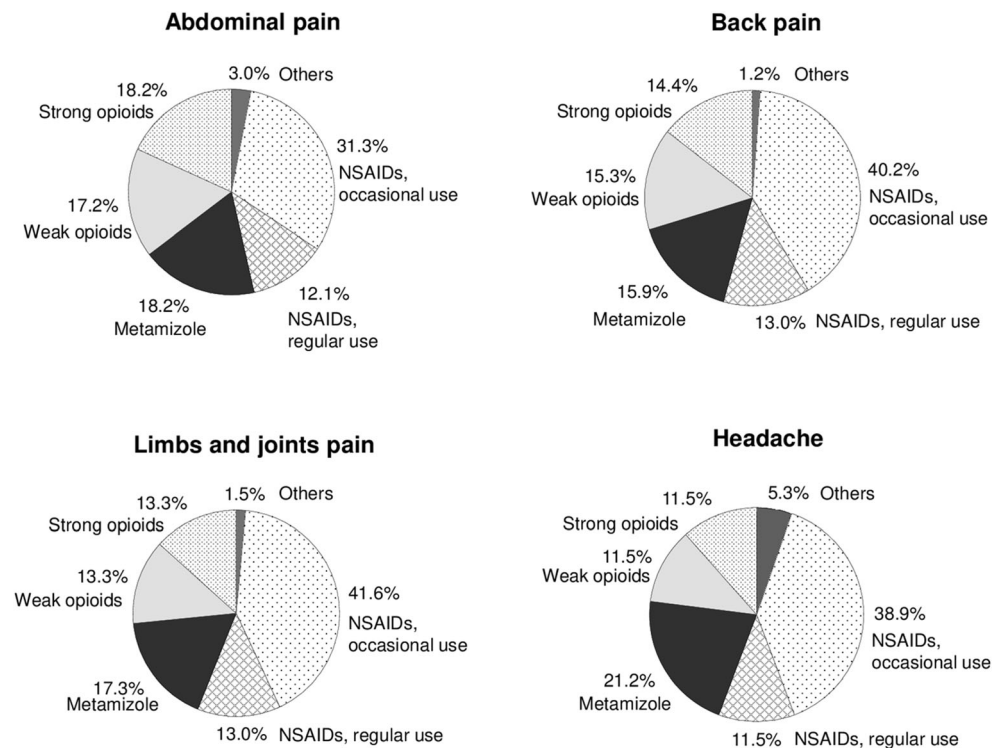 Abdominal pain
3.0% Others
18.2%
Strong opioids
31.3%
NSAIDs,
occasional use
17.2%
Weak opioids
18.2%
Metamizole
12.1%
NSAIDs,
regular use
Back pain
1.2% Others
14.4%
Strong opioids
40.2%
NSAIDs,
occasional use
15.3%
Weak opioids
15.9%
Metamizole
13.0% NSAIDs, regular use
Limbs and joints pain
1.5% Others
13.3%
Strong opioids
13.3%
Weak opioids
41.6%
NSAIDs,
occasional use
17.3%
Metamizole
13.0% NSAIDs, regular use
Headache
5.3% Others
11.5%
Strong opioids
11.5%
Weak opioids
38.9%
NSAIDs,
occasional use
21.2%
Metamizole
11.5% NSAIDs, regular use